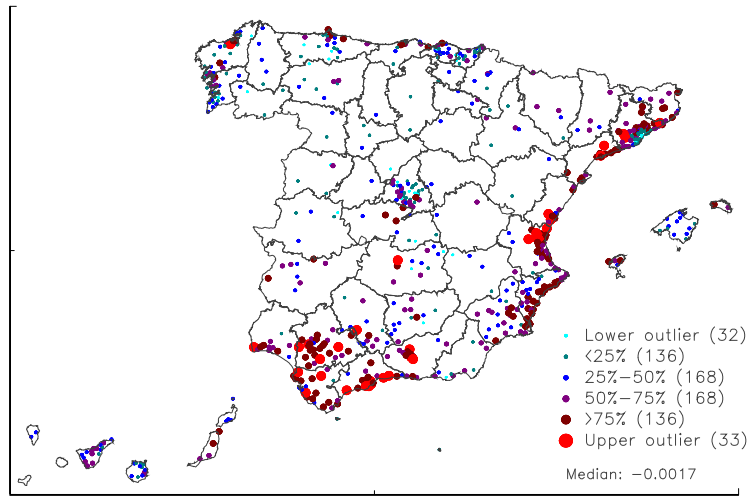 Lower outlier (32)
<25% (136)
25%−50% (168)
50%−75% (168)
>75% (136)
Upper outlier (33)
Median: −0.0017